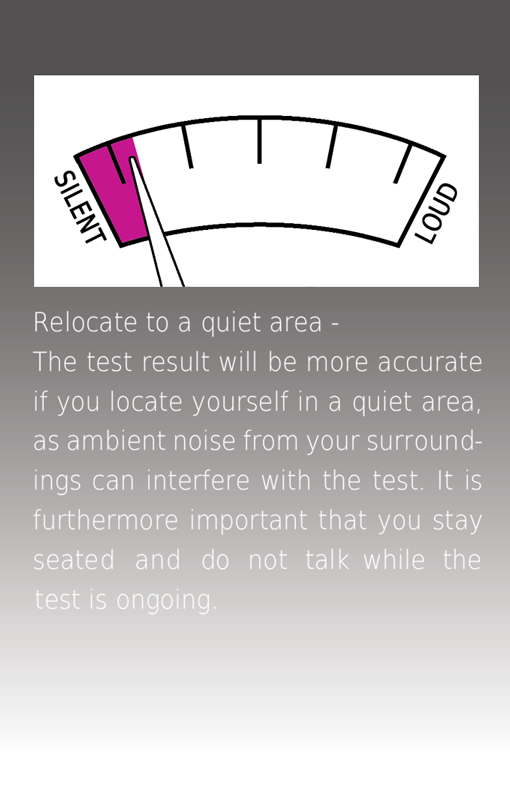 SILENT
LOUD
Relocate to a quiet area -
The test result will be more accurate
if you locate yourself in a quiet area,
as ambient noise from your surround-
ings can interfere with the test. It is
furthermore important that you stay
seated and do not talk while the
test is ongoing.